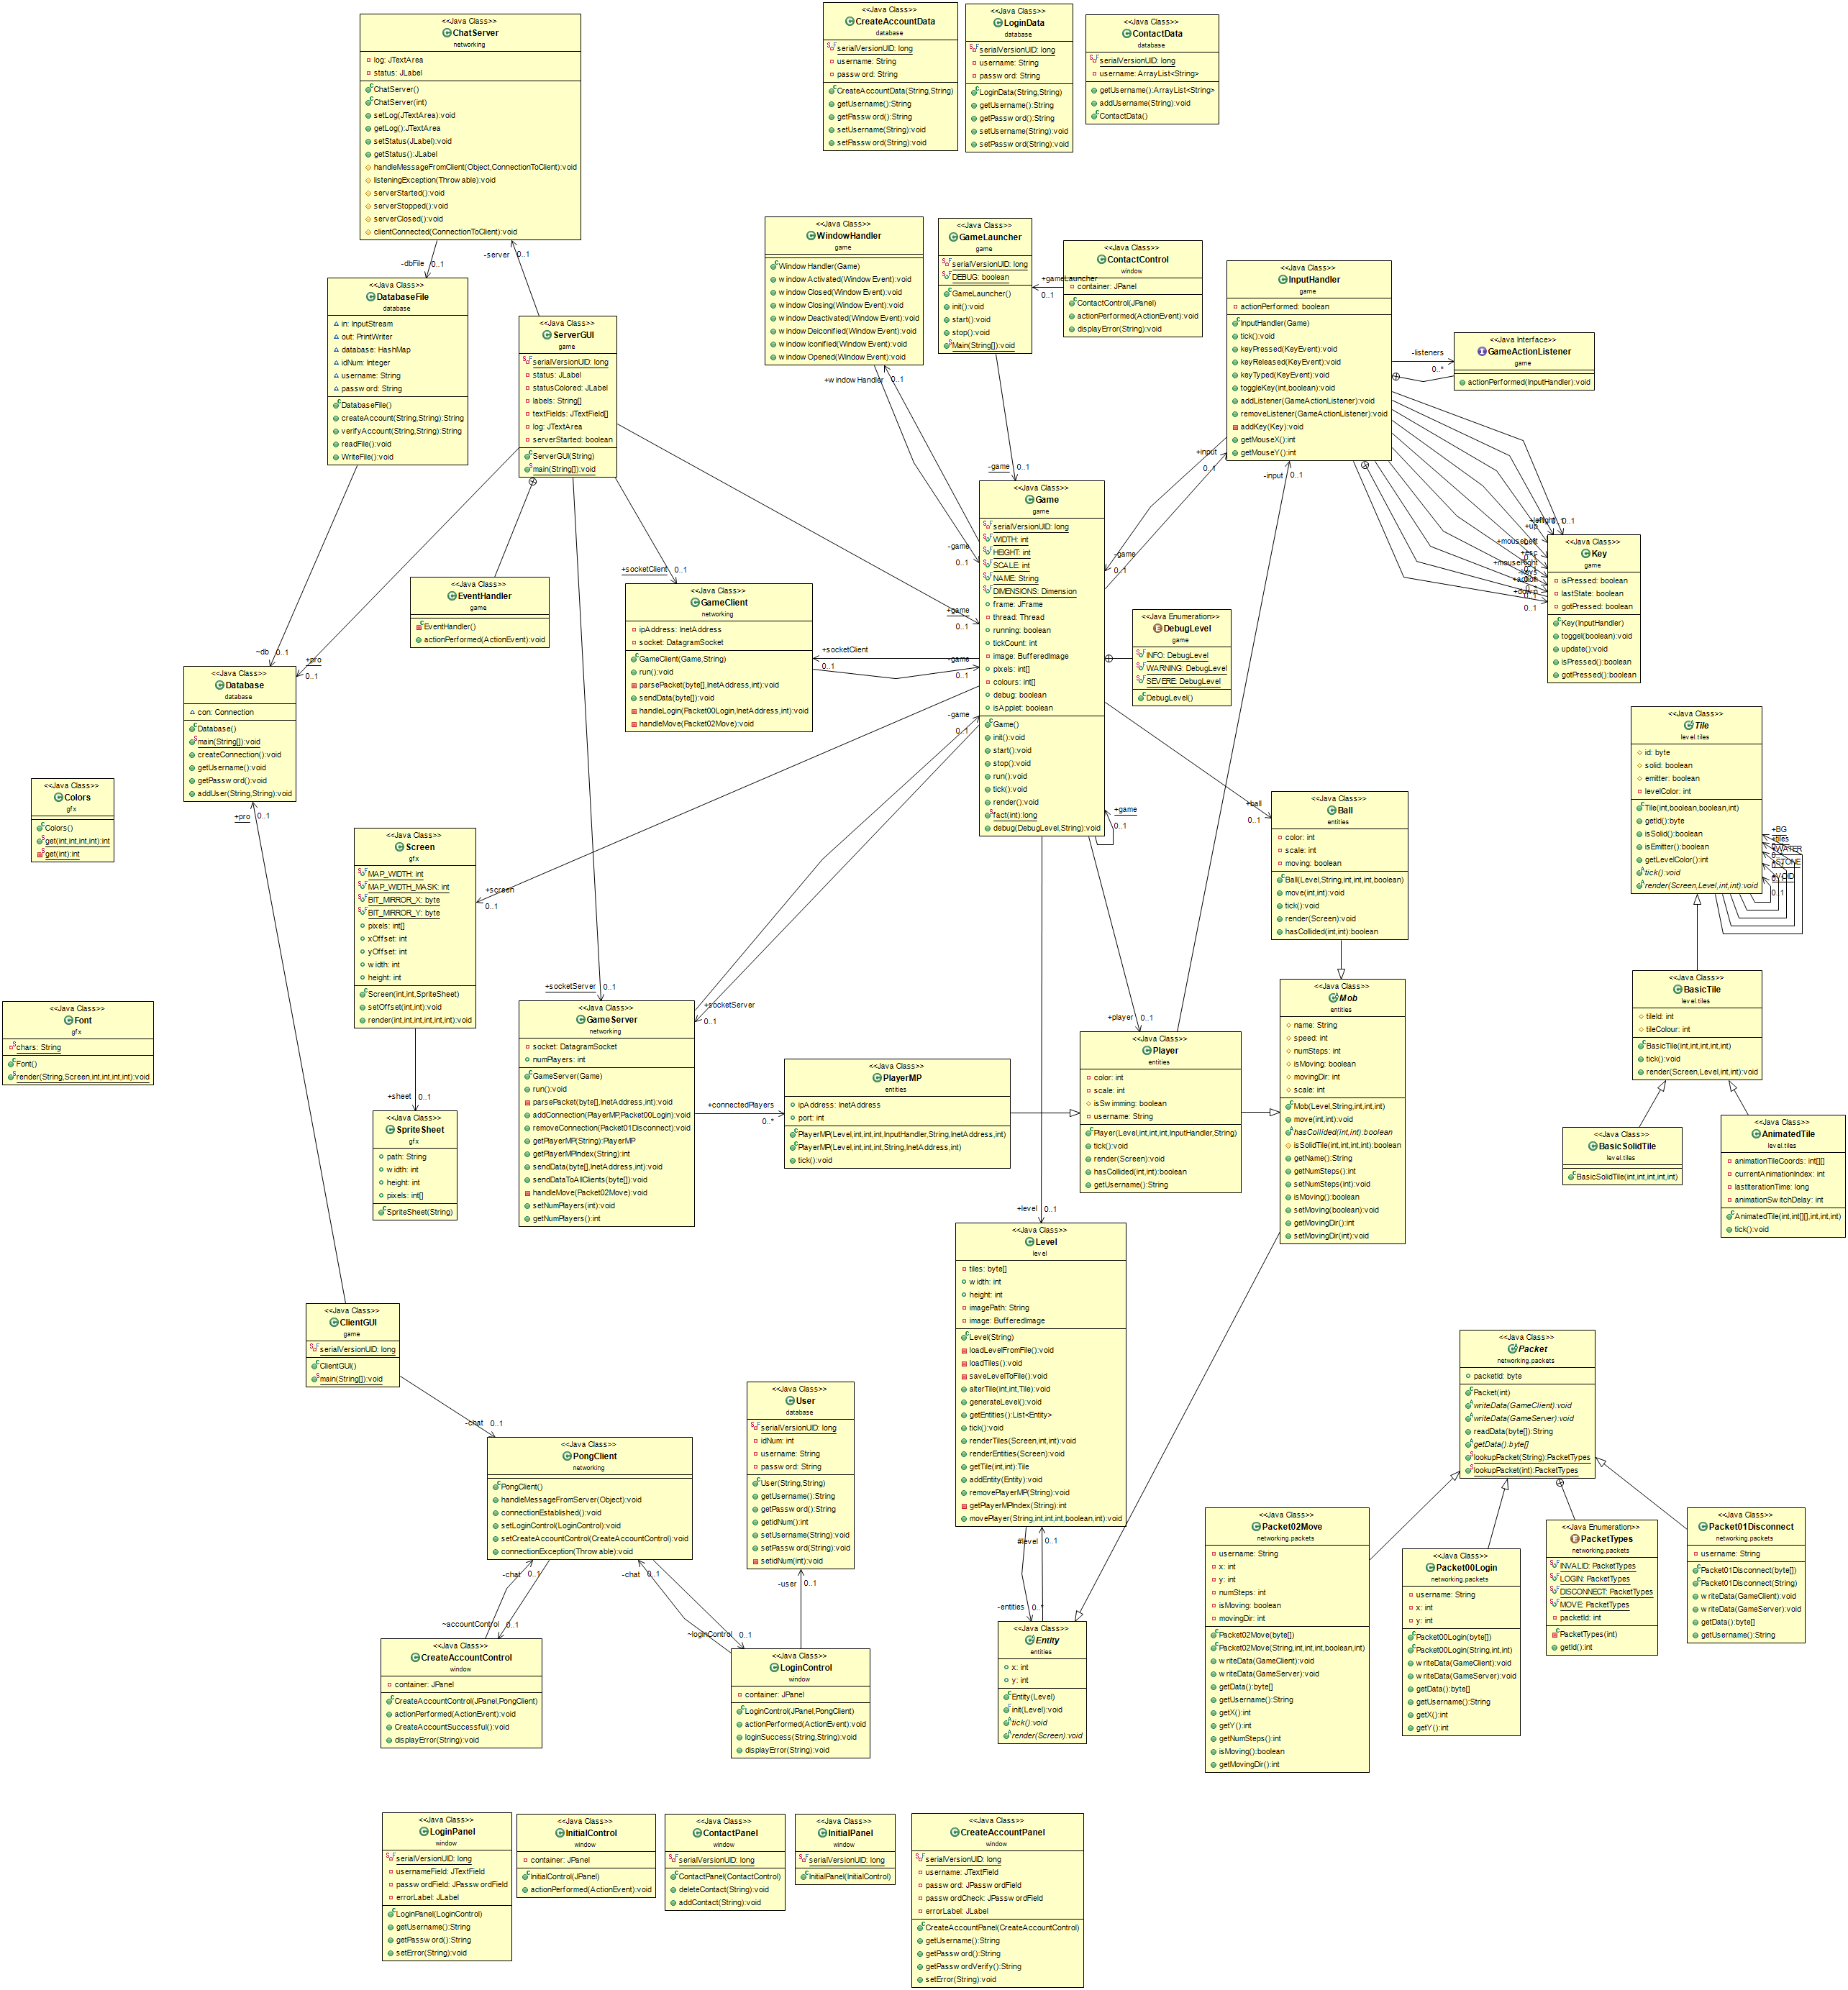 <<Java Class>>
ChatServer
networking
log: JTextArea
status: JLabel
ChatServer()
ChatServer(int)
setLog(JTextArea):void
getLog():JTextArea
setStatus(JLabel):void
getStatus():JLabel
handleMessageFromClient(Object,ConnectionToClient):void
listeningException(Throwable):void
serverStarted():void
serverStopped():void
serverClosed():void
clientConnected(ConnectionToClient):void
<<Java Class>>
CreateAccountData
database
serialVersionUID: long
username: String
password: String
CreateAccountData(String,String)
getUsername():String
getPassword():String
setUsername(String):void
setPassword(String):void
<<Java Class>>
LoginData
database
serialVersionUID: long
username: String
password: String
LoginData(String,String)
getUsername():String
getPassword():String
setUsername(String):void
setPassword(String):void
<<Java Class>>
ContactData
database
serialVersionUID: long
username: ArrayList<String>
getUsername():ArrayList<String>
addUsername(String):void
ContactData()
-dbFile 0..1
-server 0..1
<<Java Class>>
DatabaseFile
database
in: InputStream
out: PrintWriter
database: HashMap
idNum: Integer
username: String
password: String
DatabaseFile()
createAccount(String,String):String
verifyAccount(String,String):String
readFile():void
WriteFile():void
<<Java Class>>
ServerGUI
game
serialVersionUID: long
status: JLabel
statusColored: JLabel
labels: String[]
textFields: JTextField[]
log: JTextArea
serverStarted: boolean
ServerGUI(String)
main(String[]):void
<<Java Class>>
WindowHandler
game
WindowHandler(Game)
windowActivated(WindowEvent):void
windowClosed(WindowEvent):void
windowClosing(WindowEvent):void
windowDeactivated(WindowEvent):void
windowDeiconified(WindowEvent):void
windowIconified(WindowEvent):void
windowOpened(WindowEvent):void
+windowHandler 0..1
<<Java Class>>
GameLauncher
game
serialVersionUID: long
DEBUG: boolean
GameLauncher()
init():void
start():void
stop():void
Main(String[]):void
+gameLauncher
0..1
<<Java Class>>
ContactControl
window
container: JPanel
ContactControl(JPanel)
actionPerformed(ActionEvent):void
displayError(String):void
<<Java Class>>
InputHandler
game
actionPerformed: boolean
InputHandler(Game)
tick():void
keyPressed(KeyEvent):void
keyReleased(KeyEvent):void
keyTyped(KeyEvent):void
toggleKey(int,boolean):void
addListener(GameActionListener):void
removeListener(GameActionListener):void
addKey(Key):void
getMouseX():int
getMouseY():int
-listeners
0..*
<<Java Interface>>
GameActionListener
game
actionPerformed(InputHandler):void
-game 0..1
+input
0..1
-input 0..1
+up
+mouseleft
+esc
+mouseRight
-keys
+action
+down
0..1
<<Java Class>>
Key
game
isPressed: boolean
lastState: boolean
gotPressed: boolean
Key(InputHandler)
toggel(boolean):void
update():void
isPressed():boolean
gotPressed():boolean
<<Java Class>>
Game
game
serialVersionUID: long
WIDTH: int
HEIGHT: int
SCALE: int
NAME: String
DIMENSIONS: Dimension
frame: JFrame
thread: Thread
running: boolean
tickCount: int
image: BufferedImage
pixels: int[]
colours: int[]
debug: boolean
isApplet: boolean
Game()
init():void
start():void
stop():void
run():void
tick():void
render():void
fact(int):long
debug(DebugLevel,String):void
-game
0..1
-game
0..1
+game
0..1
+game
0..1
<<Java Class>>
EventHandler
game
EventHandler()
actionPerformed(ActionEvent):void
+socketClient 0..1
<<Java Class>>
GameClient
networking
ipAddress: InetAddress
socket: DatagramSocket
GameClient(Game,String)
run():void
parsePacket(byte[],InetAddress,int):void
sendData(byte[]):void
handleLogin(Packet00Login,InetAddress,int):void
handleMove(Packet02Move):void
+socketClient
0..1
-game
0..1
-game
0..1
<<Java Enumeration>>
DebugLevel
game
INFO: DebugLevel
WARNING: DebugLevel
SEVERE: DebugLevel
DebugLevel()
~db 0..1
+pro
0..1
<<Java Class>>
Database
database
con: Connection
Database()
main(String[]):void
createConnection():void
getUsername():void
getPassword():void
addUser(String,String):void
+pro 0..1
<<Java Class>>
Colors
gfx
Colors()
get(int,int,int,int):int
get(int):int
<<Java Class>>
Screen
gfx
MAP_WIDTH: int
MAP_WIDTH_MASK: int
BIT_MIRROR_X: byte
BIT_MIRROR_Y: byte
pixels: int[]
xOffset: int
yOffset: int
width: int
height: int
Screen(int,int,SpriteSheet)
setOffset(int,int):void
render(int,int,int,int,int,int):void
+screen
0..1
+ball
0..1
<<Java Class>>
Ball
entities
color: int
scale: int
moving: boolean
Ball(Level,String,int,int,int,boolean)
move(int,int):void
tick():void
render(Screen):void
hasCollided(int,int):boolean
<<Java Class>>
Tile
level.tiles
id: byte
solid: boolean
emitter: boolean
levelColor: int
Tile(int,boolean,boolean,int)
getId():byte
isSolid():boolean
isEmitter():boolean
getLevelColor():int
tick():void
render(Screen,Level,int,int):void
+BG
+tiles
+WATER
+STONE
+VOID
0..1
<<Java Class>>
BasicTile
level.tiles
tileId: int
tileColour: int
BasicTile(int,int,int,int,int)
tick():void
render(Screen,Level,int,int):void
<<Java Class>>
BasicSolidTile
level.tiles
BasicSolidTile(int,int,int,int,int)
<<Java Class>>
AnimatedTile
level.tiles
animationTileCoords: int[][]
currentAnimationIndex: int
lastIterationTime: long
animationSwitchDelay: int
AnimatedTile(int,int[][],int,int,int)
tick():void
<<Java Class>>
Font
gfx
chars: String
Font()
render(String,Screen,int,int,int,int):void
+sheet 0..1
<<Java Class>>
SpriteSheet
gfx
path: String
width: int
height: int
pixels: int[]
SpriteSheet(String)
+socketServer 0..1
+socketServer
0..1
<<Java Class>>
GameServer
networking
socket: DatagramSocket
numPlayers: int
GameServer(Game)
run():void
parsePacket(byte[],InetAddress,int):void
addConnection(PlayerMP,Packet00Login):void
removeConnection(Packet01Disconnect):void
getPlayerMP(String):PlayerMP
getPlayerMPIndex(String):int
sendData(byte[],InetAddress,int):void
sendDataToAllClients(byte[]):void
handleMove(Packet02Move):void
setNumPlayers(int):void
getNumPlayers():int
+connectedPlayers
0..*
<<Java Class>>
PlayerMP
entities
ipAddress: InetAddress
port: int
PlayerMP(Level,int,int,int,InputHandler,String,InetAddress,int)
PlayerMP(Level,int,int,int,String,InetAddress,int)
tick():void
+player 0..1
<<Java Class>>
Player
entities
color: int
scale: int
isSwimming: boolean
username: String
Player(Level,int,int,int,InputHandler,String)
tick():void
render(Screen):void
hasCollided(int,int):boolean
getUsername():String
<<Java Class>>
Mob
entities
name: String
speed: int
numSteps: int
isMoving: boolean
movingDir: int
scale: int
Mob(Level,String,int,int,int)
move(int,int):void
hasCollided(int,int):boolean
isSolidTile(int,int,int,int):boolean
getName():String
getNumSteps():int
setNumSteps(int):void
isMoving():boolean
setMoving(boolean):void
getMovingDir():int
setMovingDir(int):void
+level 0..1
<<Java Class>>
Level
level
tiles: byte[]
width: int
height: int
imagePath: String
image: BufferedImage
Level(String)
loadLevelFromFile():void
loadTiles():void
saveLevelToFile():void
alterTile(int,int,Tile):void
generateLevel():void
getEntities():List<Entity>
tick():void
renderTiles(Screen,int,int):void
renderEntities(Screen):void
getTile(int,int):Tile
addEntity(Entity):void
removePlayerMP(String):void
getPlayerMPIndex(String):int
movePlayer(String,int,int,int,boolean,int):void
#level 0..1
-entities 0..*
<<Java Class>>
Entity
entities
x: int
y: int
Entity(Level)
init(Level):void
tick():void
render(Screen):void
<<Java Class>>
ClientGUI
game
serialVersionUID: long
ClientGUI()
main(String[]):void
-chat 0..1
<<Java Class>>
PongClient
networking
PongClient()
handleMessageFromServer(Object):void
connectionEstablished():void
setLoginControl(LoginControl):void
setCreateAccountControl(CreateAccountControl):void
connectionException(Throwable):void
-chat 0..1
-chat 0..1
~accountControl 0..1
~loginControl 0..1
<<Java Class>>
User
database
serialVersionUID: long
idNum: int
username: String
password: String
User(String,String)
getUsername():String
getPassword():String
getidNum():int
setUsername(String):void
setPassword(String):void
setidNum(int):void
-user 0..1
<<Java Class>>
CreateAccountControl
window
container: JPanel
CreateAccountControl(JPanel,PongClient)
actionPerformed(ActionEvent):void
CreateAccountSuccessful():void
displayError(String):void
<<Java Class>>
LoginControl
window
container: JPanel
LoginControl(JPanel,PongClient)
actionPerformed(ActionEvent):void
loginSuccess(String,String):void
displayError(String):void
<<Java Class>>
Packet
networking.packets
packetId: byte
Packet(int)
writeData(GameClient):void
writeData(GameServer):void
readData(byte[]):String
getData():byte[]
lookupPacket(String):PacketTypes
lookupPacket(int):PacketTypes
<<Java Class>>
Packet02Move
networking.packets
username: String
x: int
y: int
numSteps: int
isMoving: boolean
movingDir: int
Packet02Move(byte[])
Packet02Move(String,int,int,int,boolean,int)
writeData(GameClient):void
writeData(GameServer):void
getData():byte[]
getUsername():String
getX():int
getY():int
getNumSteps():int
isMoving():boolean
getMovingDir():int
<<Java Class>>
Packet00Login
networking.packets
username: String
x: int
y: int
Packet00Login(byte[])
Packet00Login(String,int,int)
writeData(GameClient):void
writeData(GameServer):void
getData():byte[]
getUsername():String
getX():int
getY():int
<<Java Enumeration>>
PacketTypes
networking.packets
INVALID: PacketTypes
LOGIN: PacketTypes
DISCONNECT: PacketTypes
MOVE: PacketTypes
packetId: int
PacketTypes(int)
getId():int
<<Java Class>>
Packet01Disconnect
networking.packets
username: String
Packet01Disconnect(byte[])
Packet01Disconnect(String)
writeData(GameClient):void
writeData(GameServer):void
getData():byte[]
getUsername():String
<<Java Class>>
LoginPanel
window
serialVersionUID: long
usernameField: JTextField
passwordField: JPasswordField
errorLabel: JLabel
LoginPanel(LoginControl)
getUsername():String
getPassword():String
setError(String):void
<<Java Class>>
InitialControl
window
container: JPanel
InitialControl(JPanel)
actionPerformed(ActionEvent):void
<<Java Class>>
ContactPanel
window
serialVersionUID: long
ContactPanel(ContactControl)
deleteContact(String):void
addContact(String):void
<<Java Class>>
InitialPanel
window
serialVersionUID: long
InitialPanel(InitialControl)
<<Java Class>>
CreateAccountPanel
window
serialVersionUID: long
username: JTextField
password: JPasswordField
passwordCheck: JPasswordField
errorLabel: JLabel
CreateAccountPanel(CreateAccountControl)
getUsername():String
getPassword():String
getPasswordVerify():String
setError(String):void